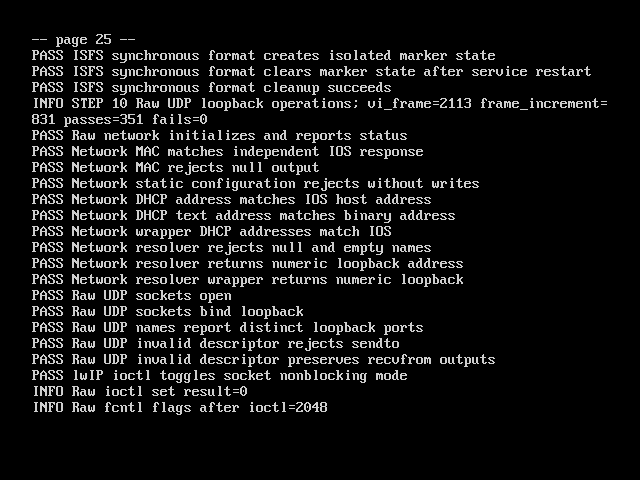 -- page 25 --
PASS ISFS synchronous format creates isolated marker state
PASS ISFS synchronous format clears marker state after service restart
PASS ISFS synchronous format cleanup succeeds
INFO STEP 10 Raw UDP loopback operations; vi_frame=2113 frame_increment=
831 passes=351 fails=0
PASS Raw network initializes and reports status
PASS Network MAC matches independent IOS response
PASS Network MAC rejects null output
PASS Network static configuration rejects without writes
PASS Network DHCP address matches IOS host address
PASS Network DHCP text address matches binary address
PASS Network wrapper DHCP addresses match IOS
PASS Network resolver rejects null and empty names
PASS Network resolver returns numeric loopback address
PASS Network resolver wrapper returns numeric loopback
PASS Raw UDP sockets open
PASS Raw UDP sockets bind loopback
PASS Raw UDP names report distinct loopback ports
PASS Raw UDP invalid descriptor rejects sendto
PASS Raw UDP invalid descriptor preserves recvfrom outputs
PASS lwIP ioctl toggles socket nonblocking mode
INFO Raw ioctl set result=0
INFO Raw fcntl flags after ioctl=2048